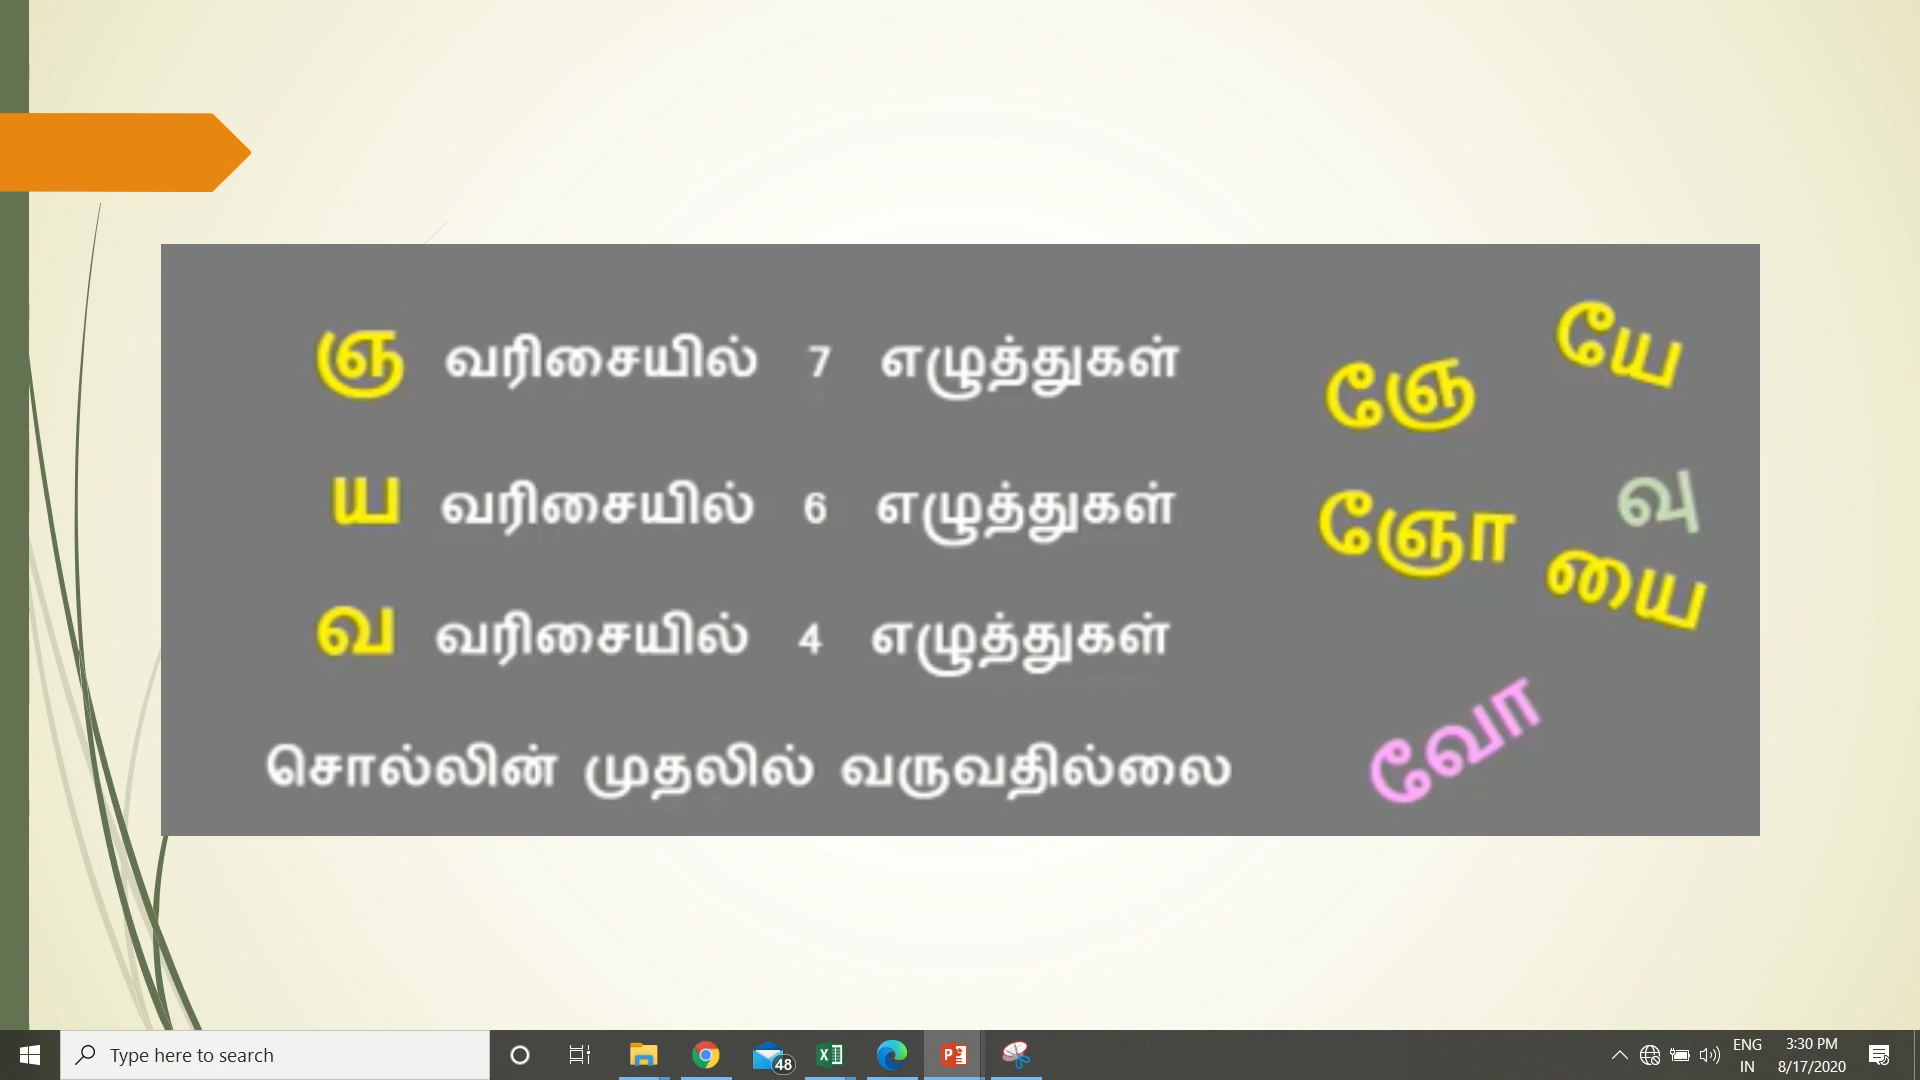 ஞ வரிசையில் 7 எழுத்துகள்
ய வரிசையில் 6 எழுத்துகள்
வ வரிசையில் 4 எழுத்துகள்
சொல்லின் முதலில் வருவதில்லை
யே
ஞே
வு
ஞோ
யை
வோ
Type here to search
48
ENG
IN
3:30 PM
8/17/2020